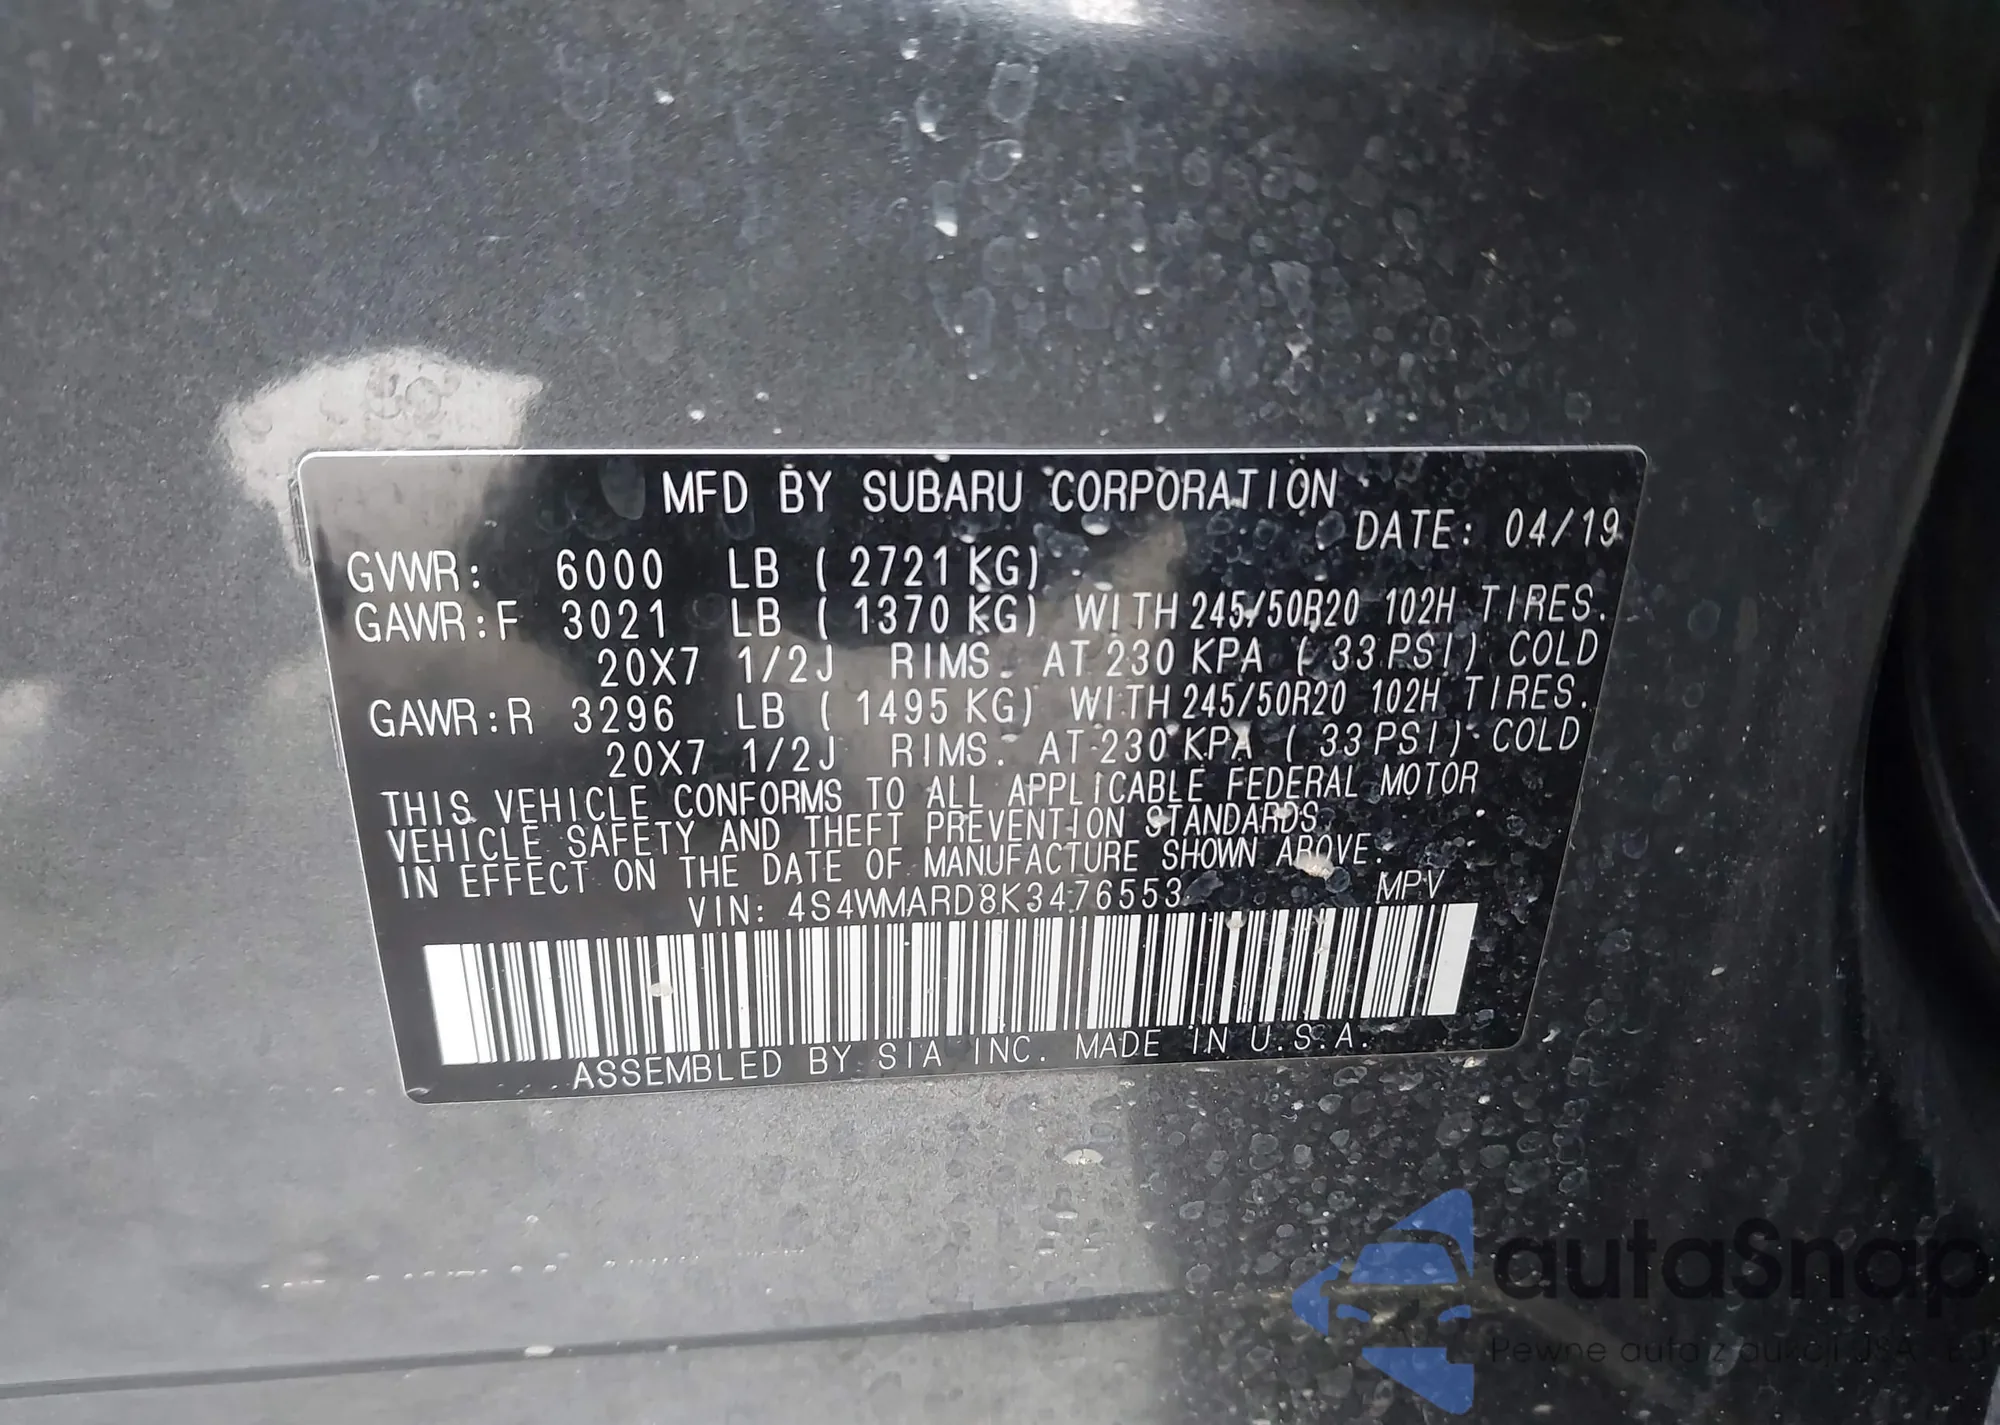 MFD BY SUBARU CORPORATION
DATE: 04/19
GVWR: 6000 LB ( 2721 KG)
GAWR:F 3021 LB ( 1370 KG) WITH 245/50R20 102H TIRES.
20X7 1/2J RIMS. AT 230 KPA ( 33 PSI) COLD
GAWR:R 3296 LB ( 1495 KG) WITH 245/50R20 102H TIRES.
20X7 1/2J RIMS. AT 230 KPA ( 33 PSI) COLD
THIS VEHICLE CONFORMS TO ALL APPLICABLE FEDERAL MOTOR
VEHICLE SAFETY AND THEFT PREVENTION STANDARDS
IN EFFECT ON THE DATE OF MANUFACTURE SHOWN ABOVE.
VIN: 4S4WMARD8K3476553 MPV
ASSEMBLED BY SIA INC. MADE IN U.S.A.
autaSnap
Pewne auta z aukcji USA